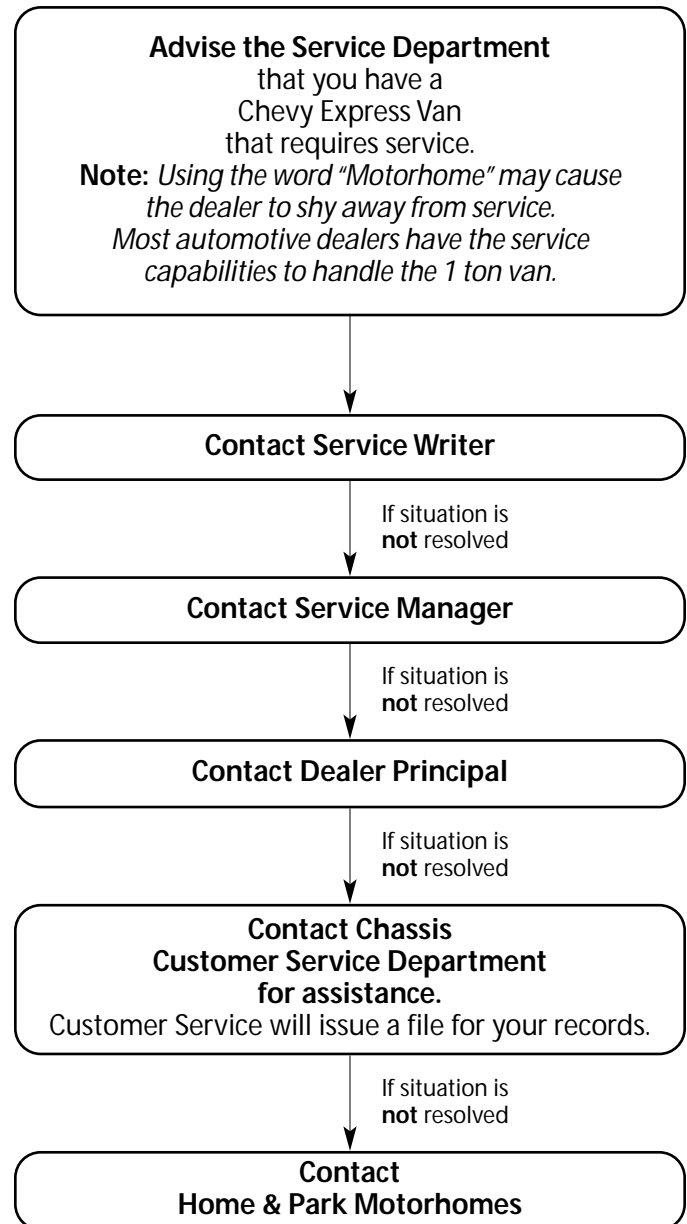 Advise the Service Department
that you have a
Chevy Express Van
that requires service.
Note: Using the word “Motorhome” may cause
the dealer to shy away from service.
Most automotive dealers have the service
capabilities to handle the 1 ton van.
Contact Service Writer
If situation is
not resolved
Contact Service Manager
If situation is
not resolved
Contact Dealer Principal
If situation is
not resolved
Contact Chassis
Customer Service Department
for assistance.
Customer Service will issue a file for your records.
If situation is
not resolved
Contact
Home & Park Motorhomes